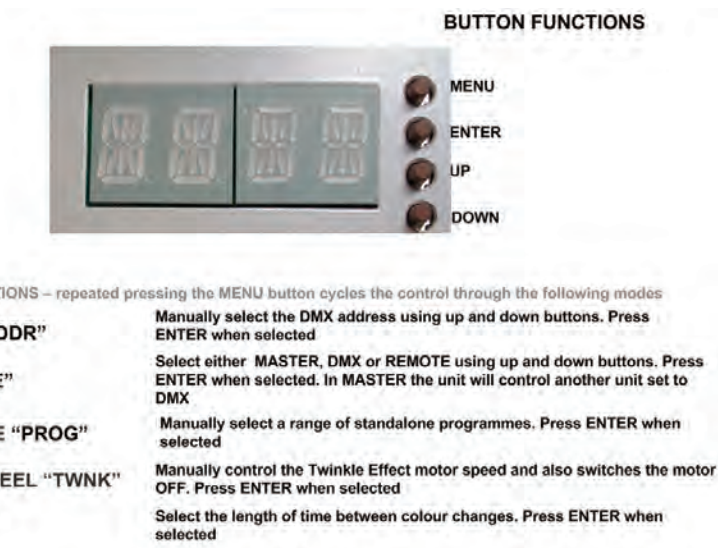 BUTTON FUNCTIONS
MENU
ENTER
UP
DOWN
– repeated pressing the MENU button cycles the control through the following modes
Manually select the DMX address using up and down buttons. Press
ENTER when selected
Select either MASTER, DMX or REMOTE using up and down buttons. Press
ENTER when selected. In MASTER the unit will control another unit set to
DMX
"PROG"
Manually select a range of standalone programmes. Press ENTER when
selected
"TWNK"
Manually control the Twinkle Effect motor speed and also switches the motor
OFF. Press ENTER when selected
Select the length of time between colour changes. Press ENTER when
selected